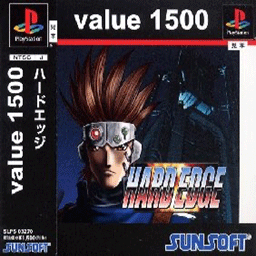 value 1500
PlayStation
NTSC J
ハードエッジ
value 1500
HARD EDGE
SLPS 03270
SUNSOFT
SUNSOFT